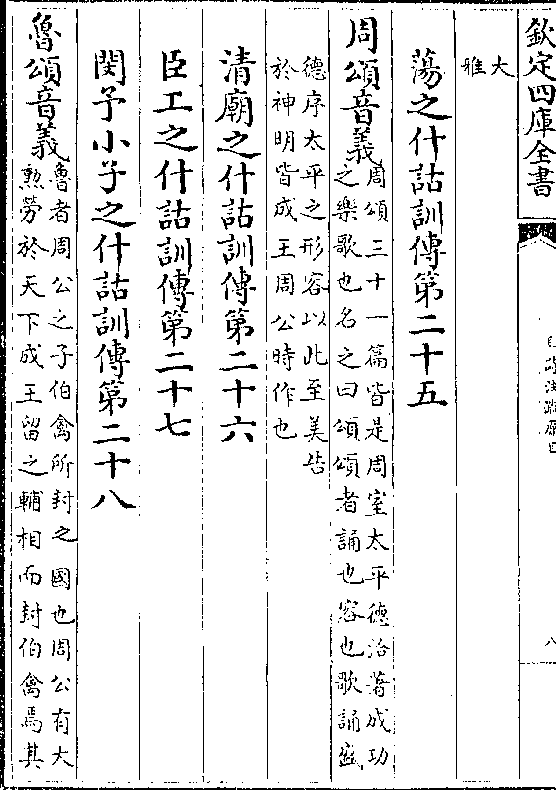 欽定四庫全書
大
雅
蕩之什詁訓傳第二十五
周頌音義
周頌三十一篇皆是周室太平德洽著成功
之樂歌也名之曰頌頌者誦也容也歌誦盛
德序太平之形容以此至美告
於神明皆成王周公時作也
清廟之什詁訓傳第二十六
臣工之什詁訓傳第二十七
閔予小子之什詁訓傳第二十八
魯頌音義
魯者周公之子伯禽所封之國也周公有大
勲勞於天下成王留之輔相而封伯禽焉其
八